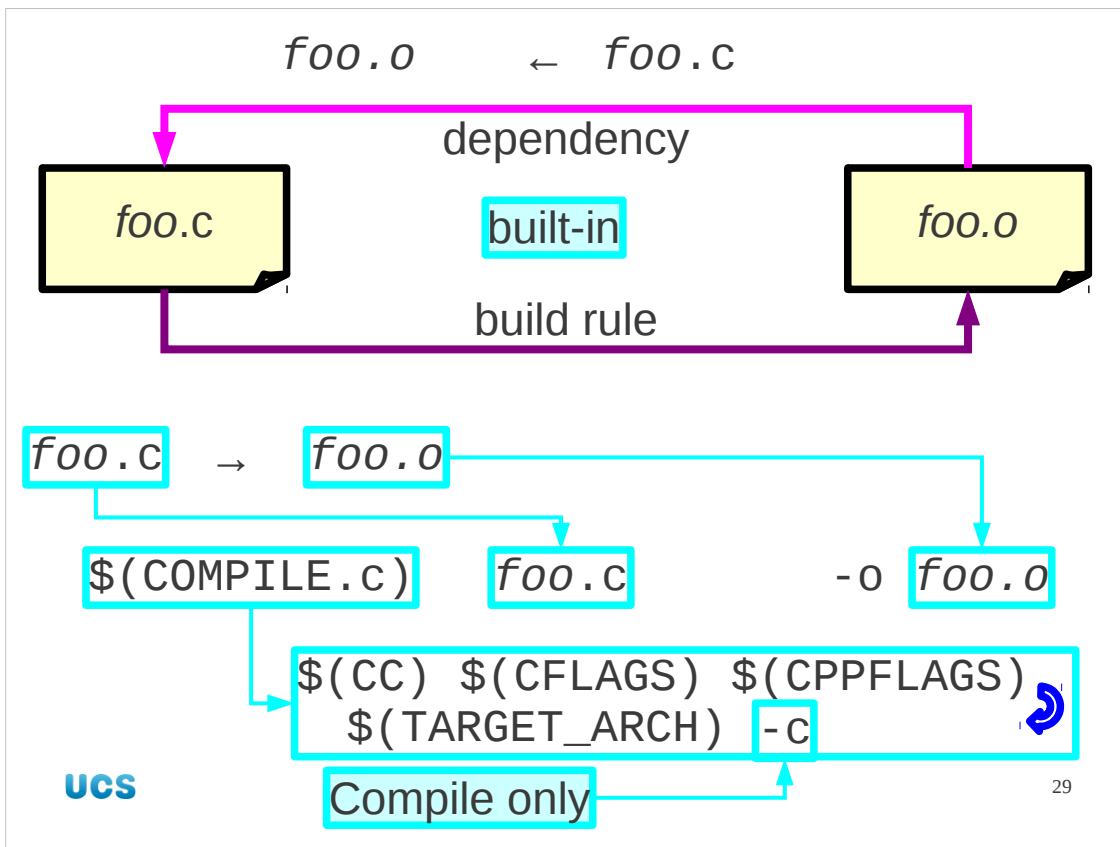 foo.o ← foo.c
dependency
foo.c
built-in
foo.o
build rule
foo.c → foo.o
$(COMPILE.c) foo.c -o foo.o
$(CC) $(CFLAGS) $(CPPFLAGS)
$(TARGET_ARCH) -c
UCS
Compile only
29